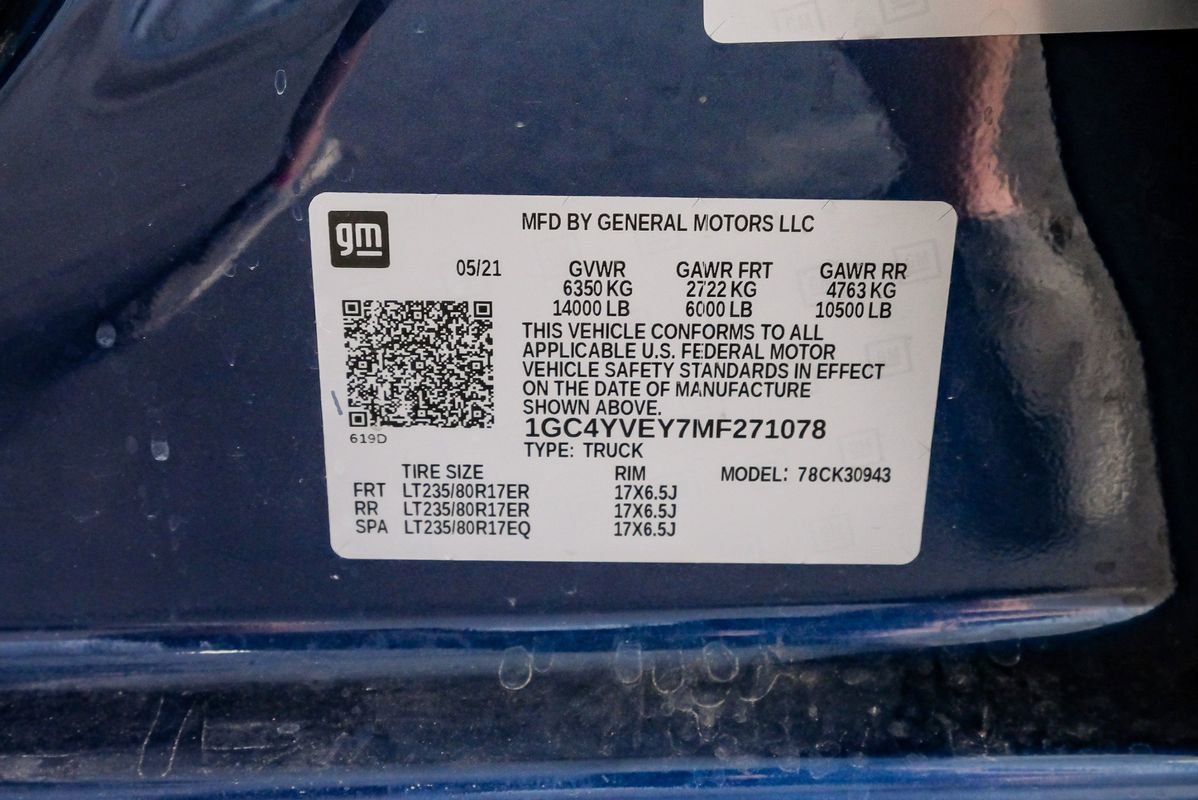 gm
MFD BY GENERAL MOTORS LLC
05/21 GVWR GAWR FRT GAWR RR
6350 KG 2722 KG 4763 KG
14000 LB 6000 LB 10500 LB
THIS VEHICLE CONFORMS TO ALL
APPLICABLE U.S. FEDERAL MOTOR
VEHICLE SAFETY STANDARDS IN EFFECT
ON THE DATE OF MANUFACTURE
SHOWN ABOVE.
1GC4YVEY7MF271078
619D
TYPE: TRUCK
TIRE SIZE RIM MODEL: 78CK30943
FRT LT235/80R17ER 17X6.5J
RR LT235/80R17ER 17X6.5J
SPA LT235/80R17EQ 17X6.5J